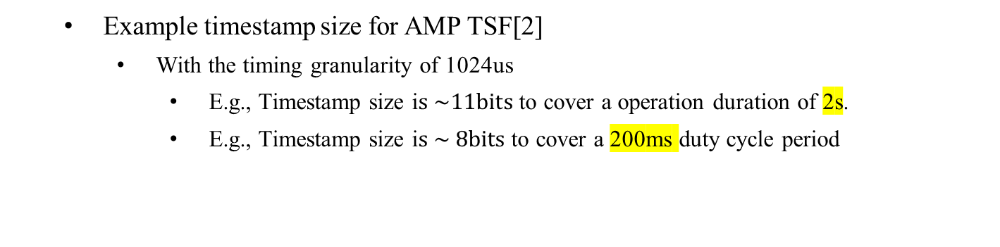 • Example timestamp size for AMP TSF[2]
• With the timing granularity of 1024us
• E.g., Timestamp size is ~11bits to cover a operation duration of 2s.
• E.g., Timestamp size is ~ 8bits to cover a 200ms duty cycle period